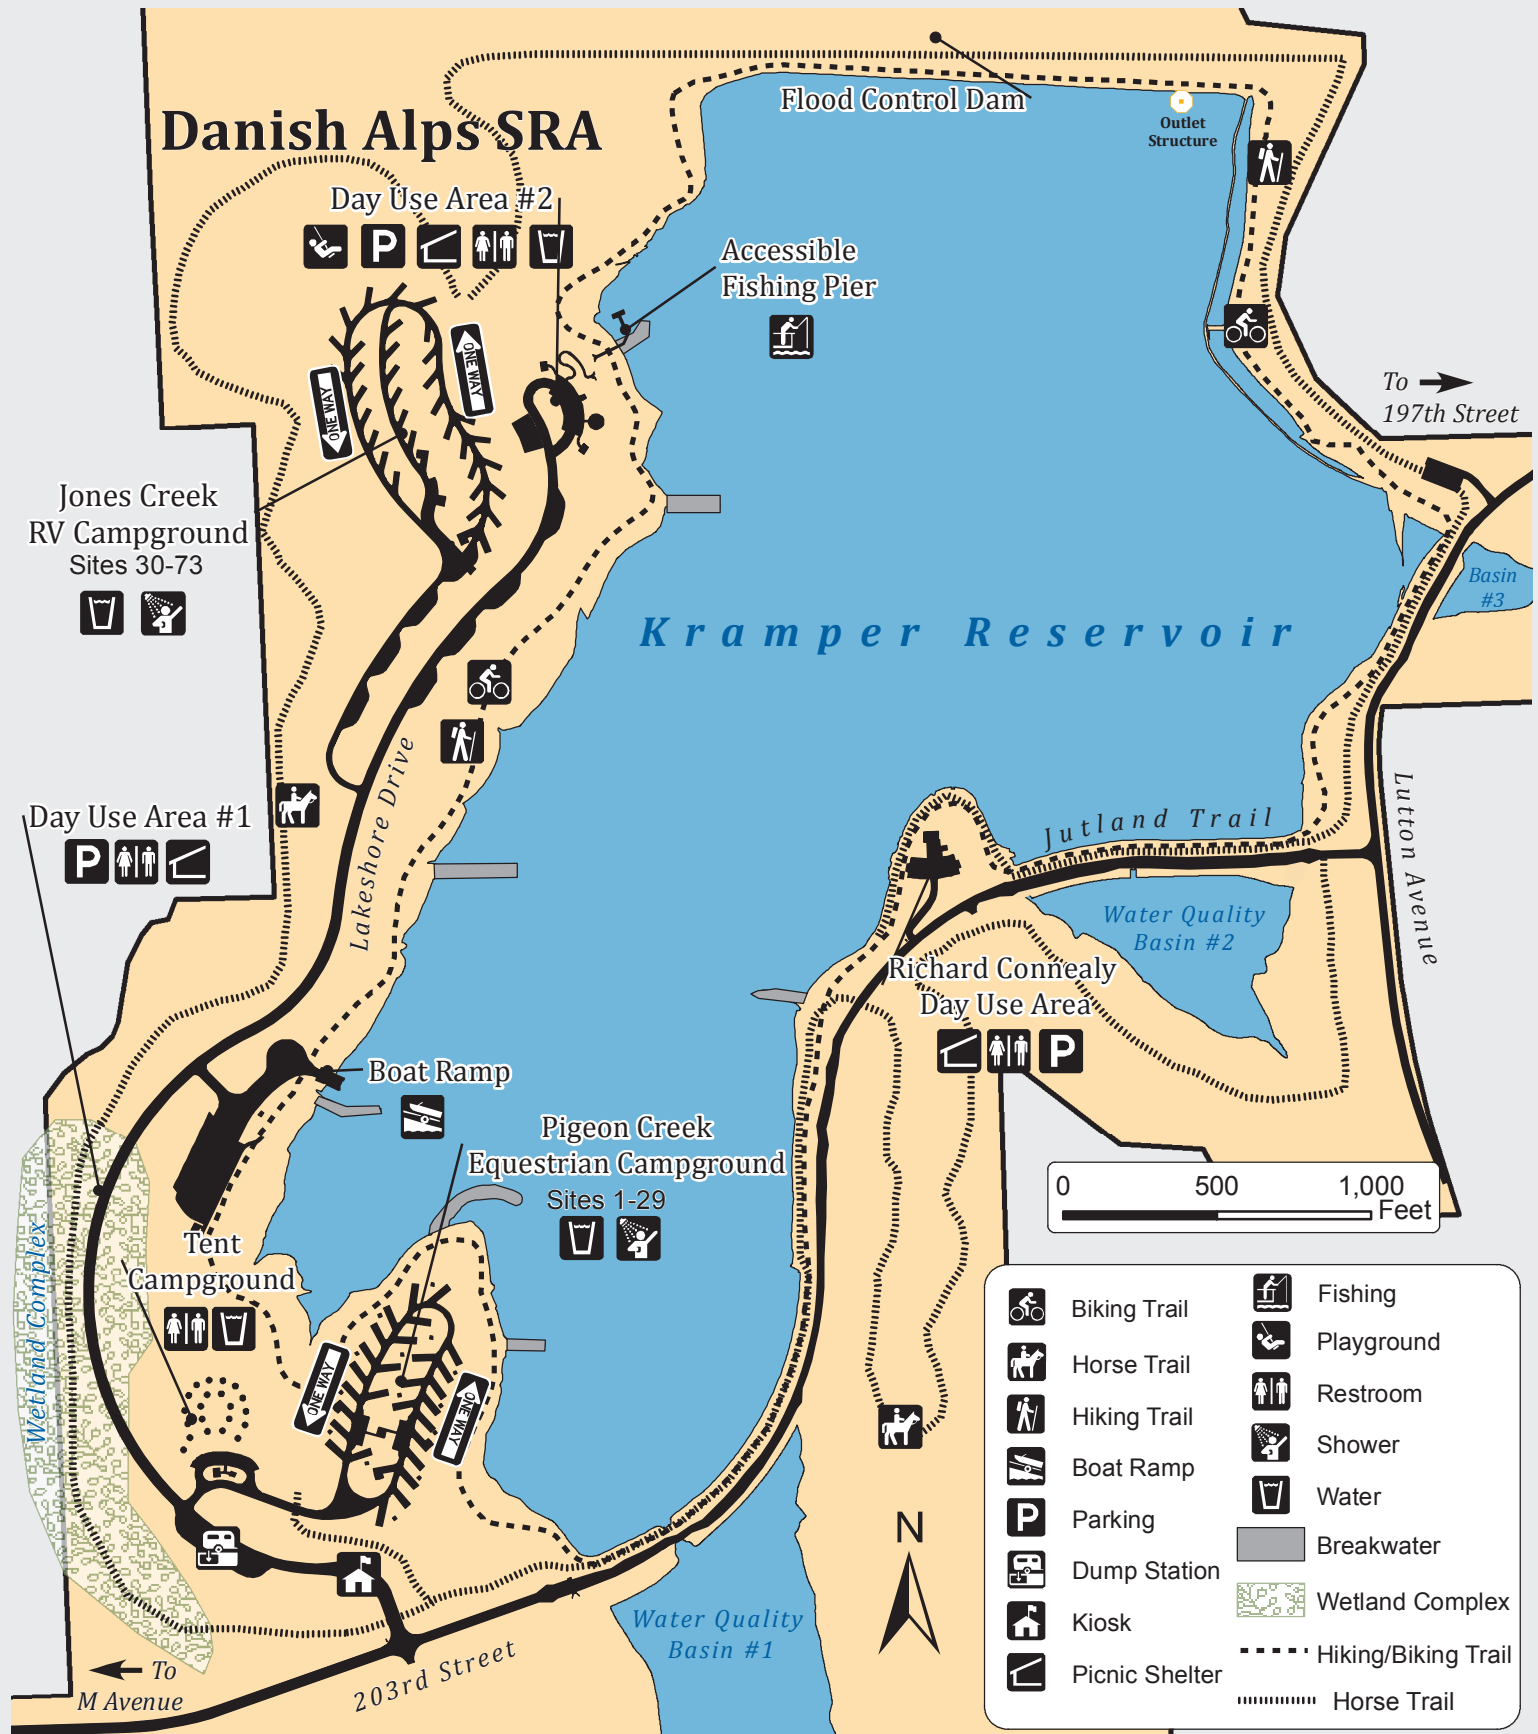 Flood Control Dam
Danish Alps SRA
Outlet
Structure
Day Use Area #2
P
Accessible
Fishing Pier
ONE WAY
ONE WAY
To
197th Street
Jones Creek
RV Campground
Sites 30-73
Basin
#3
Kramper Reservoir
Lakeshore Drive
Day Use Area #1
P
Jutland Trail
Lutton Avenue
Water Quality
Basin #2
Richard Connealy
Day Use Area
P
Boat Ramp
Pigeon Creek
Equestrian Campground
Sites 1-29
0 500 1,000
Feet
Wetland Complex
Tent
Campground
ONE WAY
ONE WAY
N
Water Quality
Basin #1
To
M Avenue
203rd Street
Biking Trail
Horse Trail
Hiking Trail
Boat Ramp
P Parking
Dump Station
Kiosk
Picnic Shelter
Fishing
Playground
Restroom
Shower
Water
Breakwater
Wetland Complex
Hiking/Biking Trail
Horse Trail